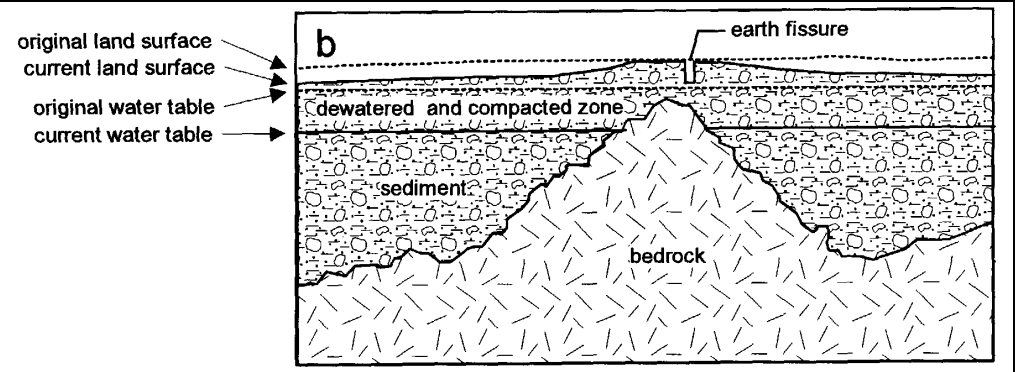 b
earth fissure
original land surface
current land surface
original water table
dewatered and compacted zone
current water table
sediment
bedrock